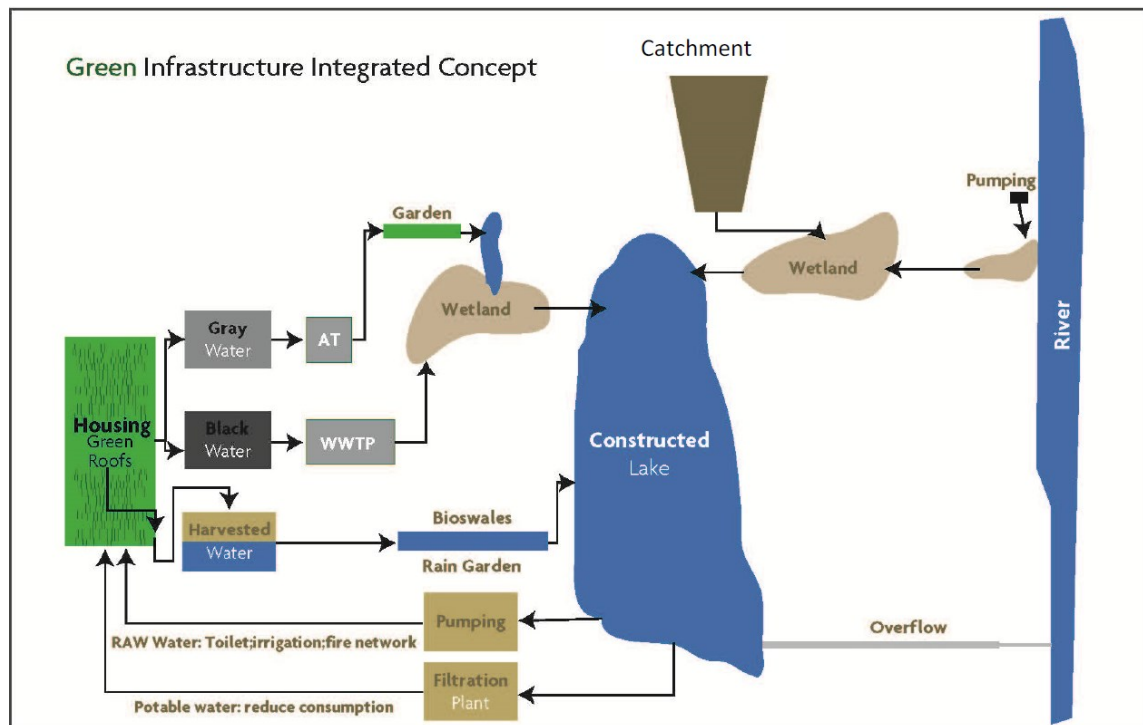 Green Infrastructure Integrated Concept
Catchment
Pumping
Garden
Wetland
Wetland
River
Gray
Water
AT
Housing
Green
Roofs
Black
Water
WWTP
Constructed
Lake
Harvested
Water
Bioswales
Rain Garden
Pumping
RAW Water: Toilet;irrigation;fire network
Overflow
Filtration
Plant
Potable water: reduce consumption